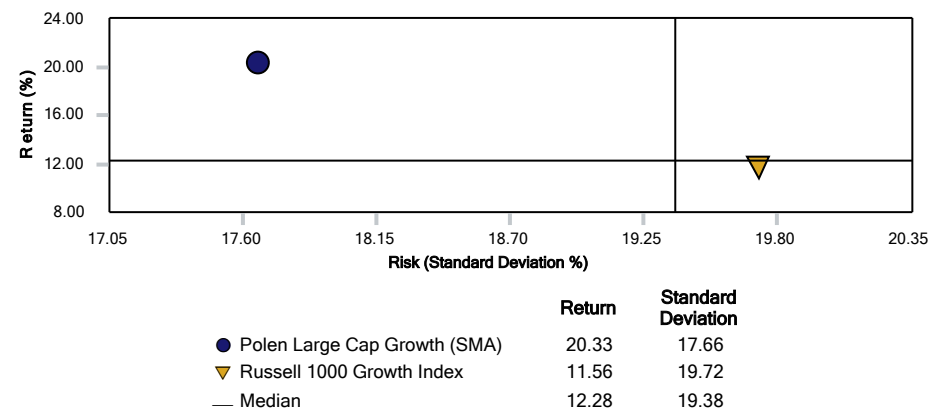 24.00
20.00
16.00
12.00
8.00
Return (%)
17.05 17.60 18.15 18.70 19.25 19.80 20.35
Risk (Standard Deviation %)
Return Standard Deviation
Polen Large Cap Growth (SMA) 20.33 17.66
Russell 1000 Growth Index 11.56 19.72
Median 12.28 19.38